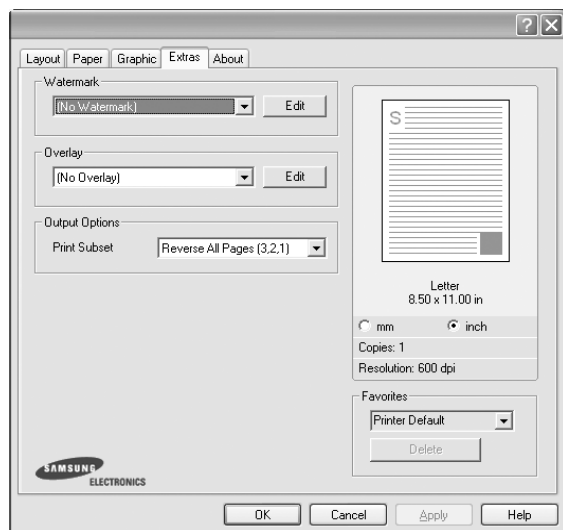 Layout Paper Graphic Extras About
Watermark
(No Watermark)
Edit
Overlay
(No Overlay)
Edit
Output Options
Print Subset
Reverse All Pages (3,2,1)
S
Letter
8.50 x 11.00 in
mm inch
Copies: 1
Resolution: 600 dpi
Favorites
Printer Default
Delete
SAMSUNG
ELECTRONICS
OK Cancel Apply Help